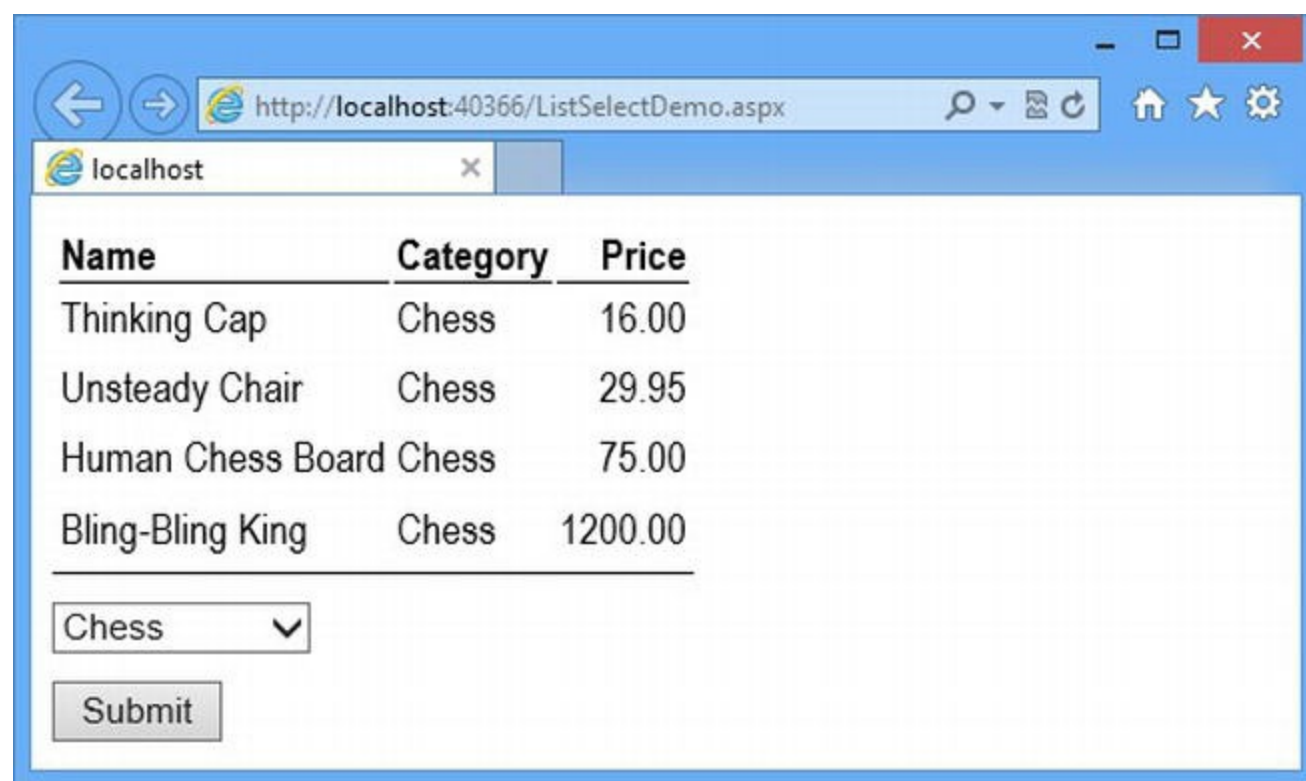 http://localhost:40366/ListSelectDemo.aspx
localhost
Name Category Price
Thinking Cap Chess 16.00
Unsteady Chair Chess 29.95
Human Chess Board Chess 75.00
Bling-Bling King Chess 1200.00
Chess
Submit